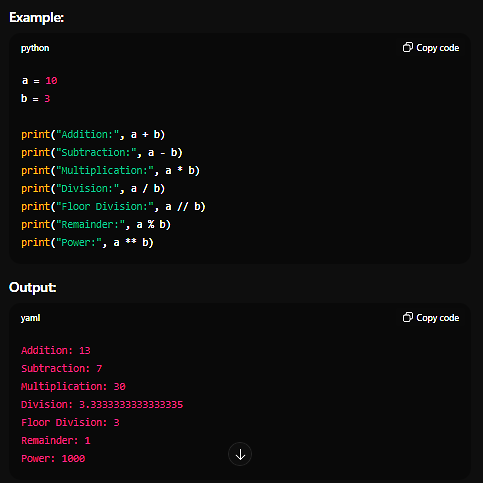 Example:
python
Copy code
a = 10
b = 3
print("Addition:", a + b)
print("Subtraction:", a - b)
print("Multiplication:", a * b)
print("Division:", a / b)
print("Floor Division:", a // b)
print("Remainder:", a % b)
print("Power:", a ** b)
Output:
yaml
Copy code
Addition: 13
Subtraction: 7
Multiplication: 30
Division: 3.3333333333333335
Floor Division: 3
Remainder: 1
Power: 1000